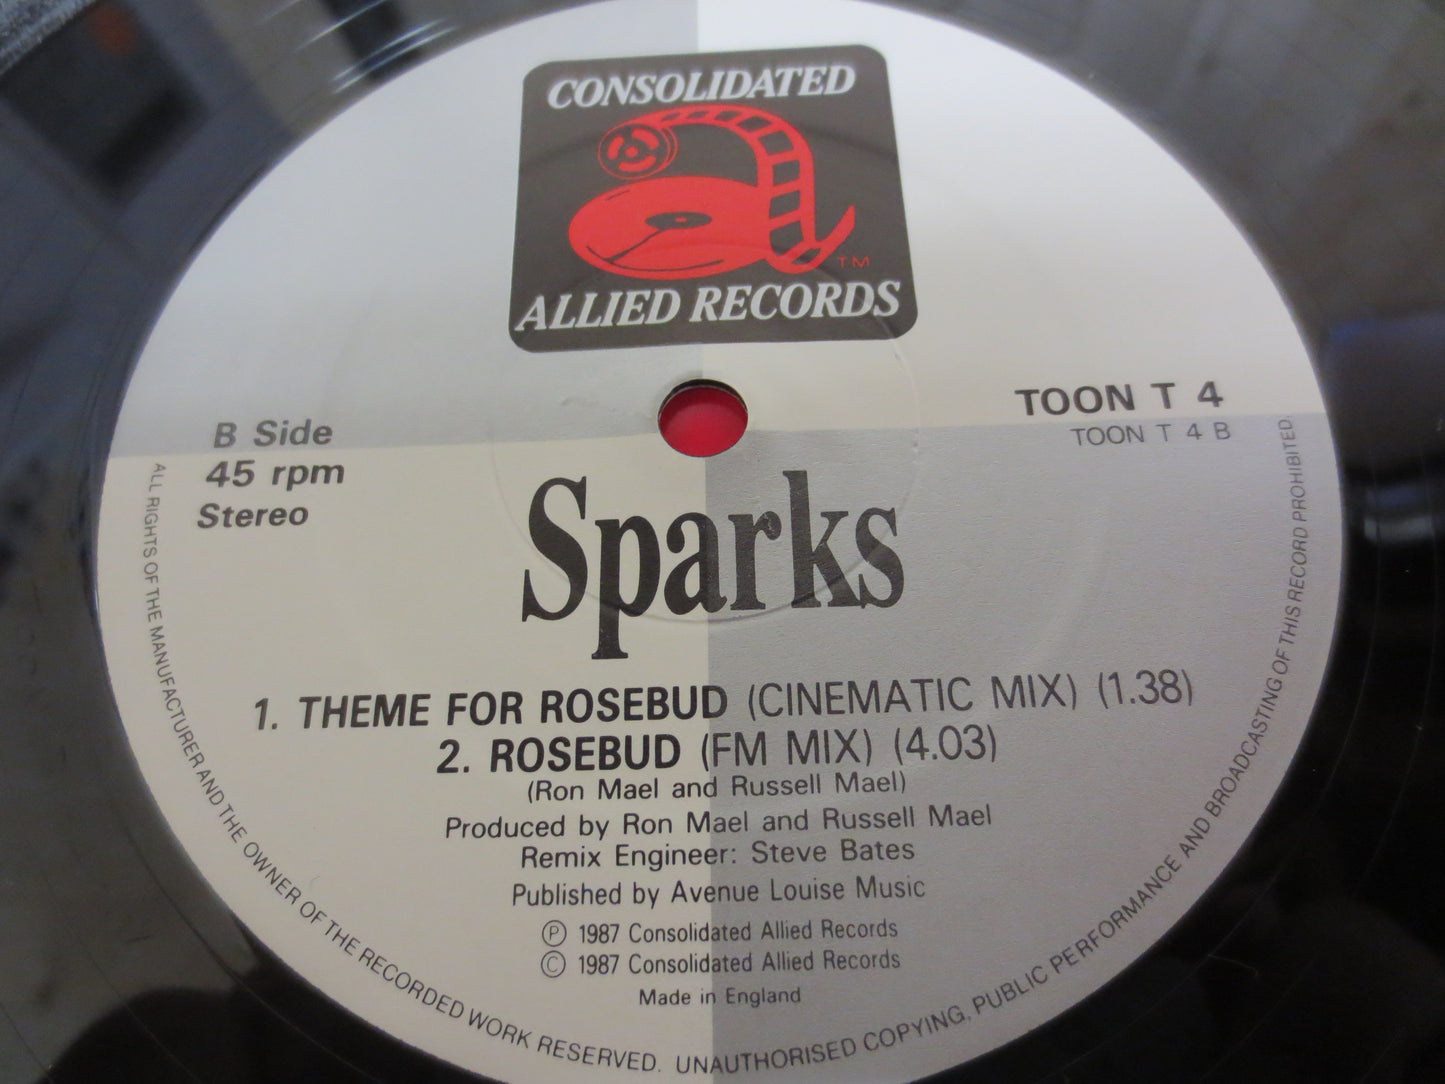 CONSOLIDATED
TM
ALLIED RECORDS
B Side
45 rpm
Stereo
TOON T 4
TOON T 4 B
Sparks
1. THEME FOR ROSEBUD (CINEMATIC MIX) (1.38)
2. ROSEBUD (FM MIX) (4.03)
(Ron Mael and Russell Mael)
Produced by Ron Mael and Russell Mael
Remix Engineer: Steve Bates
Published by Avenue Louise Music
Ⓟ 1987 Consolidated Allied Records
© 1987 Consolidated Allied Records
Made in England
ALL RIGHTS OF THE MANUFACTURER AND THE OWNER OF THE RECORDED WORK RESERVED. UNAUTHORISED COPYING, PUBLIC PERFORMANCE AND BROADCASTING OF THIS RECORD PROHIBITED.